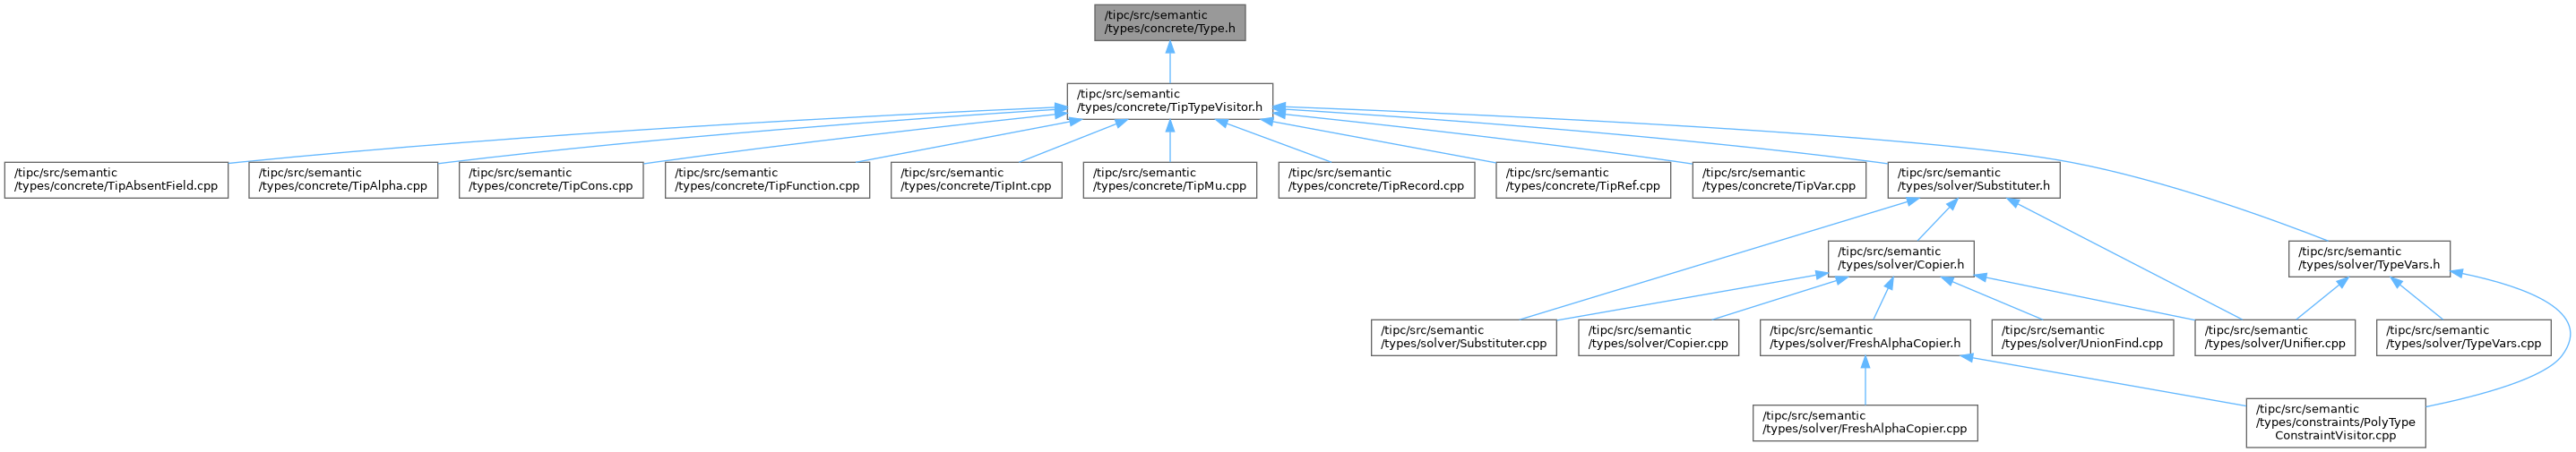 /tipc/src/semantic
/types/concrete/Type.h
/tipc/src/semantic
/types/concrete/TipTypeVisitor.h
/tipc/src/semantic
/types/concrete/TipAbsentField.cpp
/tipc/src/semantic
/types/concrete/TipAlpha.cpp
/tipc/src/semantic
/types/concrete/TipCons.cpp
/tipc/src/semantic
/types/concrete/TipFunction.cpp
/tipc/src/semantic
/types/concrete/TipInt.cpp
/tipc/src/semantic
/types/concrete/TipMu.cpp
/tipc/src/semantic
/types/concrete/TipRecord.cpp
/tipc/src/semantic
/types/concrete/TipRef.cpp
/tipc/src/semantic
/types/concrete/TipVar.cpp
/tipc/src/semantic
/types/solver/Substituter.h
/tipc/src/semantic
/types/solver/Copier.h
/tipc/src/semantic
/types/solver/TypeVars.h
/tipc/src/semantic
/types/solver/Substituter.cpp
/tipc/src/semantic
/types/solver/Copier.cpp
/tipc/src/semantic
/types/solver/FreshAlphaCopier.h
/tipc/src/semantic
/types/solver/UnionFind.cpp
/tipc/src/semantic
/types/solver/Unifier.cpp
/tipc/src/semantic
/types/solver/TypeVars.cpp
/tipc/src/semantic
/types/solver/FreshAlphaCopier.cpp
/tipc/src/semantic
/types/constraints/PolyType
ConstraintVisitor.cpp